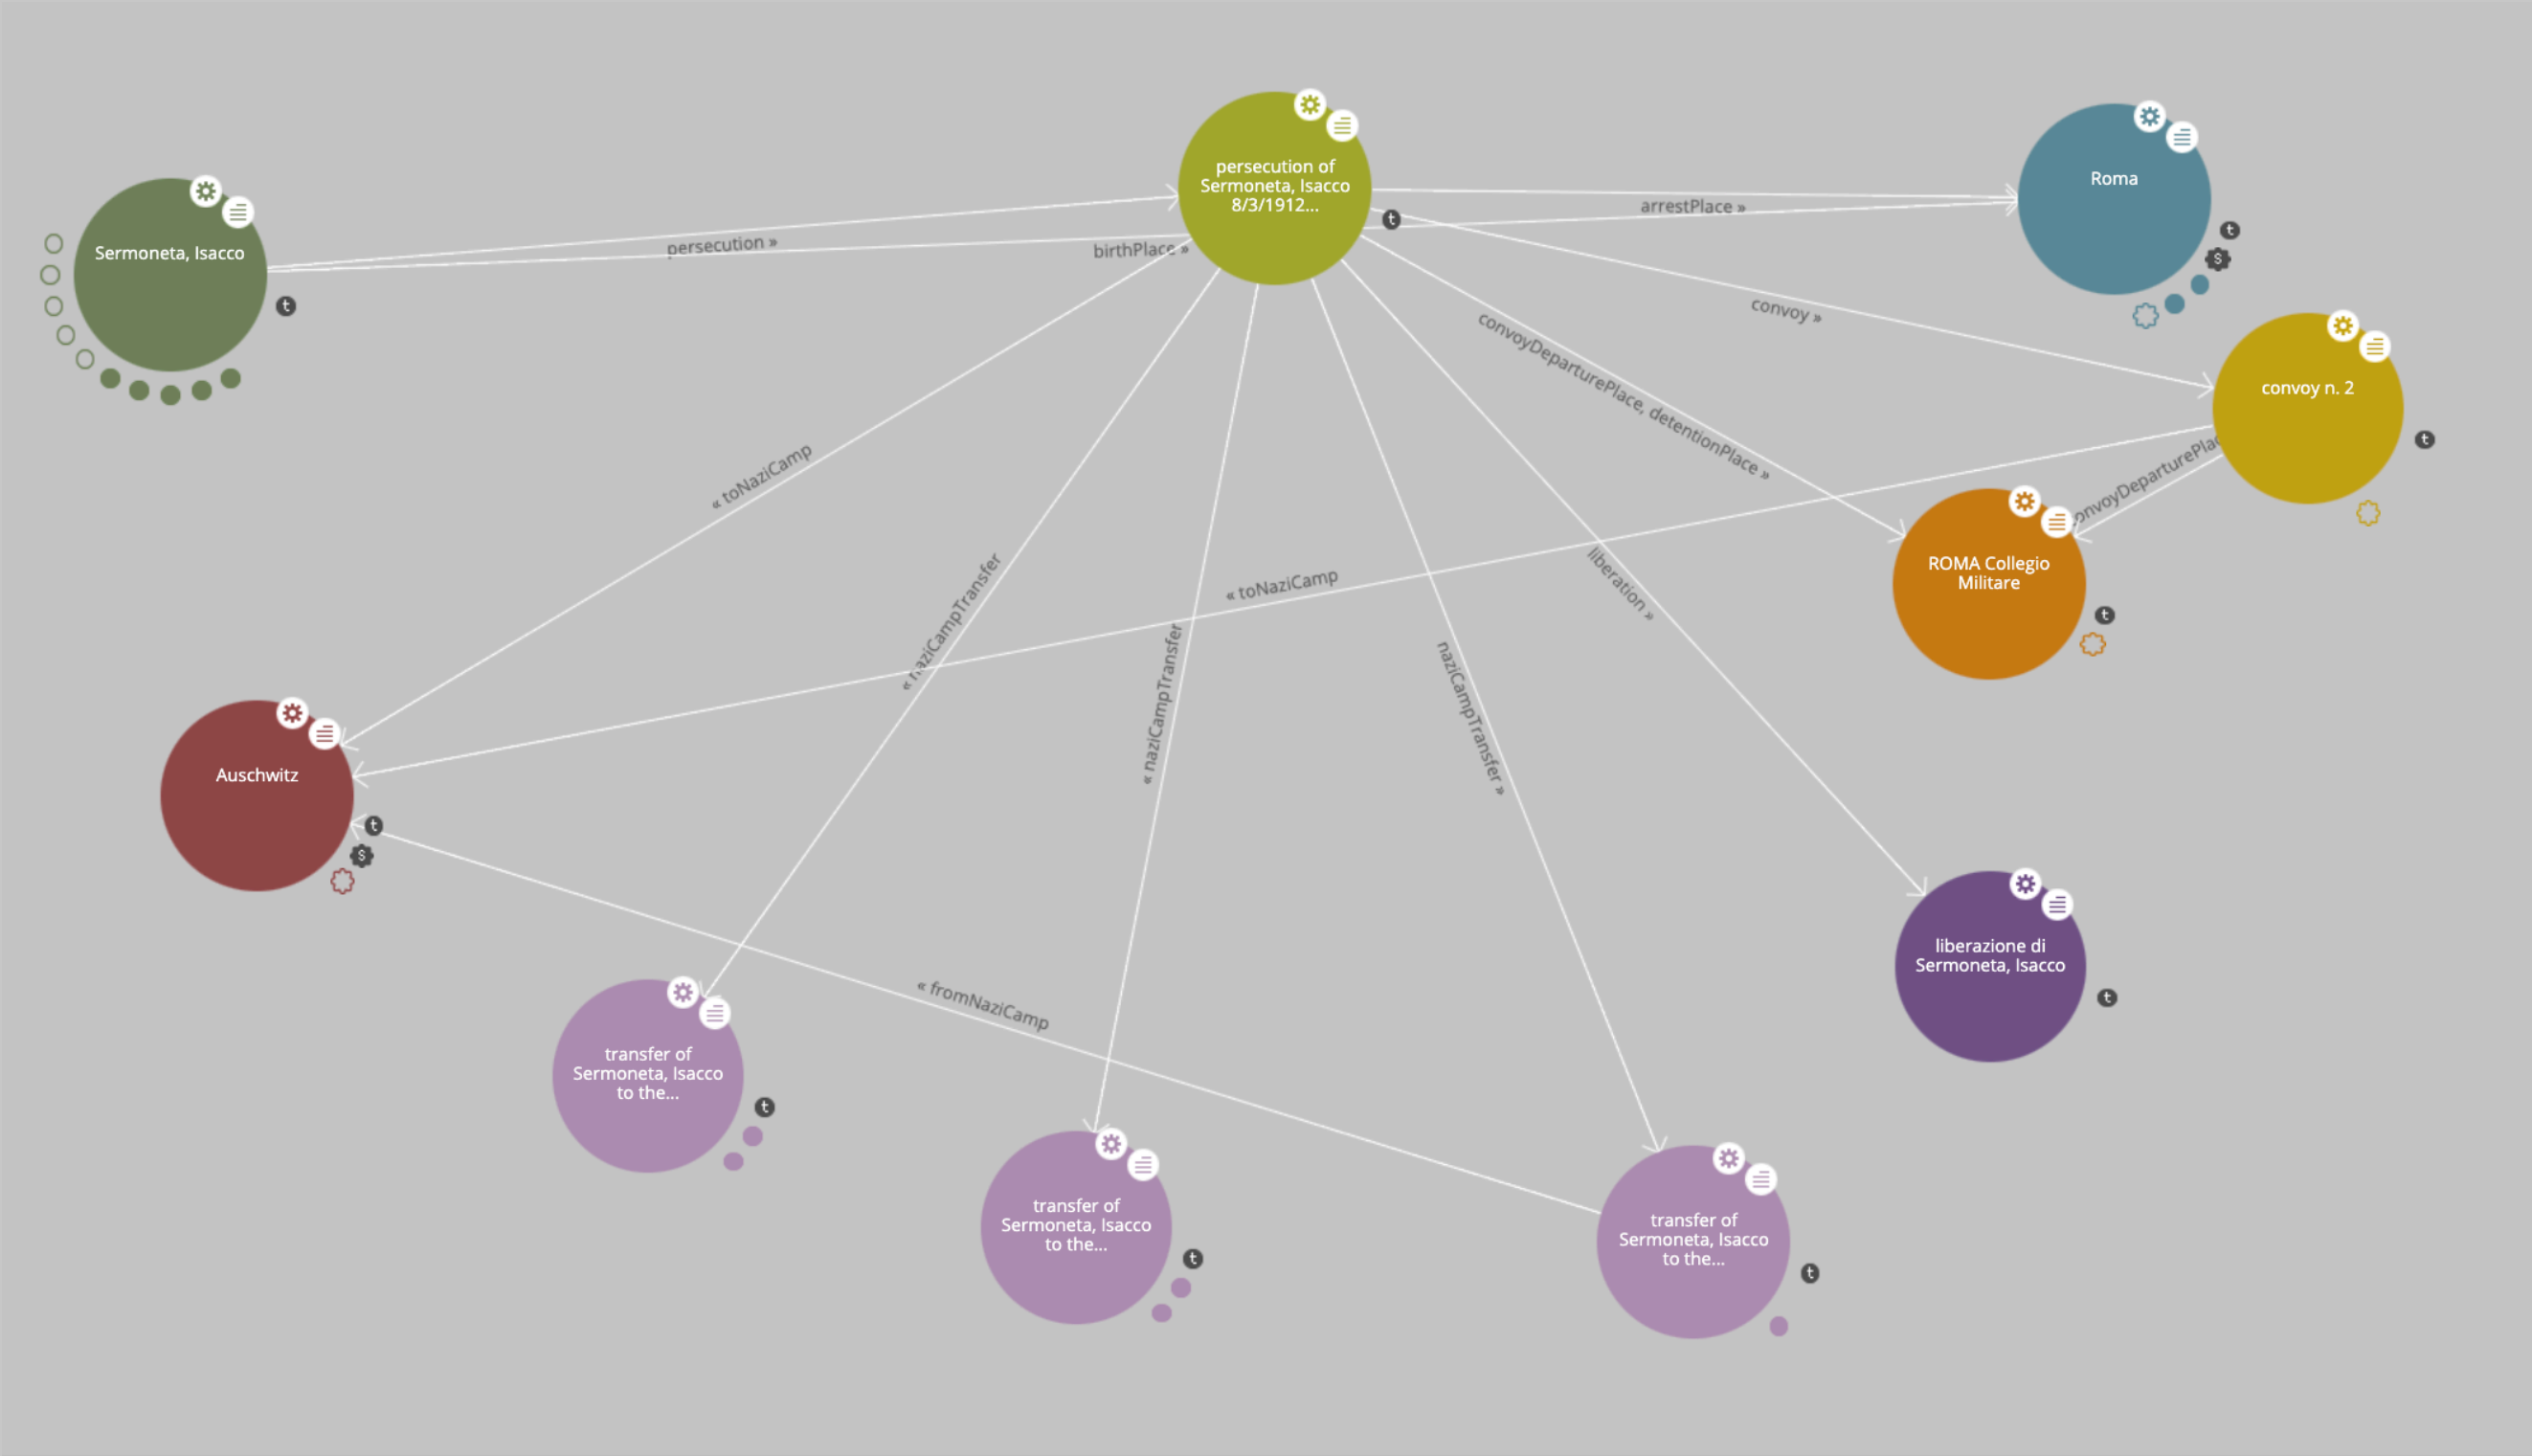 persecution of
Sermoneta, Isacco
8/3/1912...
Roma
Sermoneta, Isacco
persecution »
birthPlace »
arrestPlace »
convoy »
convoy n. 2
convoyDeparturePlace, detentionPlace »
onvoyDeparturePla
ROMA Collegio
Militare
« toNaziCamp
« toNaziCamp
« naziCampTransfer
« naziCampTransfer
naziCampTransfer »
liberation »
Auschwitz
liberazione di
Sermoneta, Isacco
« fromNaziCamp
transfer of
Sermoneta, Isacco
to the...
transfer of
Sermoneta, Isacco
to the...
transfer of
Sermoneta, Isacco
to the...
t
t
t
S
t
t
t
S
t
t
t
t